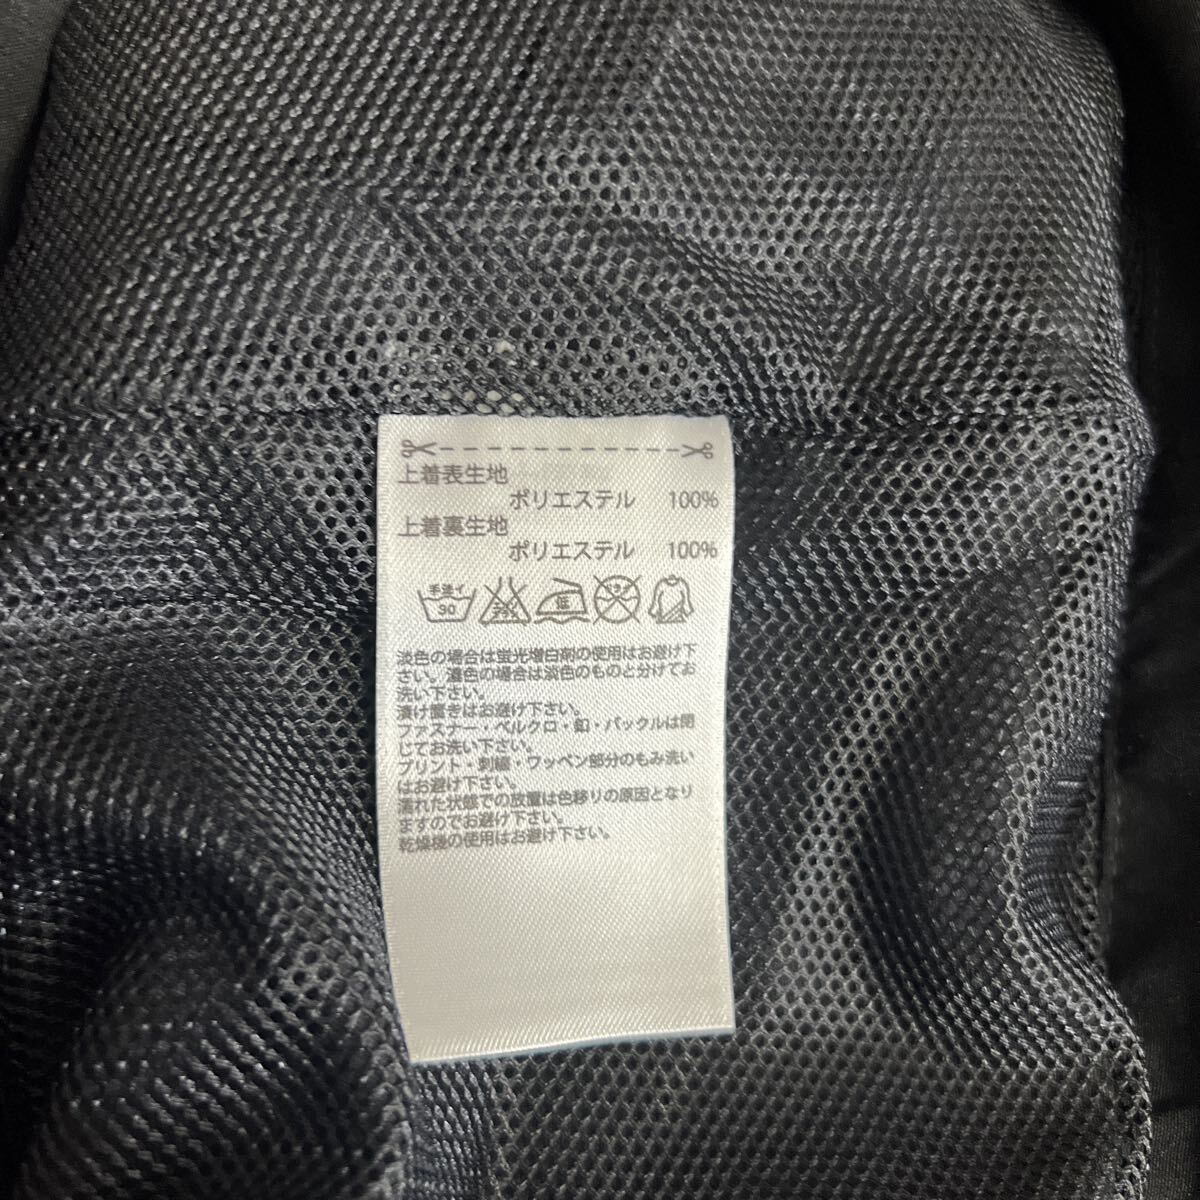 上着表生地
ポリエステル 100%
上着裏生地
ポリエステル 100%
手洗イ
30
淡色の場合は蛍光増白剤の使用はお避け下
さい。濃色の場合は淡色のものと分けてお
洗い下さい。
漬け置きはお避け下さい。
ファスナー・ベルクロ・釦・バックルは閉
じてお洗い下さい。
プリント・刺繍・ワッペン部分のもみ洗い
はお避け下さい。
濡れた状態での放置は色移りの原因となり
ますのでお避け下さい。
乾燥機の使用はお避け下さい。